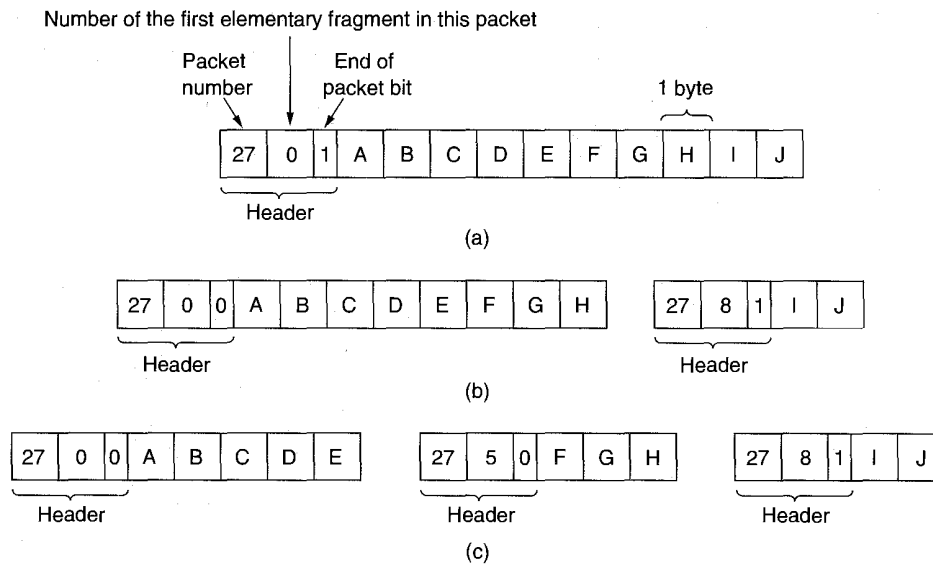 Number of the first elementary fragment in this packet
Packet number
End of packet bit
1 byte
27 0 1 A B C D E F G H I J
Header
(a)
27 0 0 A B C D E F G H
27 8 1 I J
Header
Header
(b)
27 0 0 A B C D E
27 5 0 F G H
27 8 1 I J
Header
Header
Header
(c)